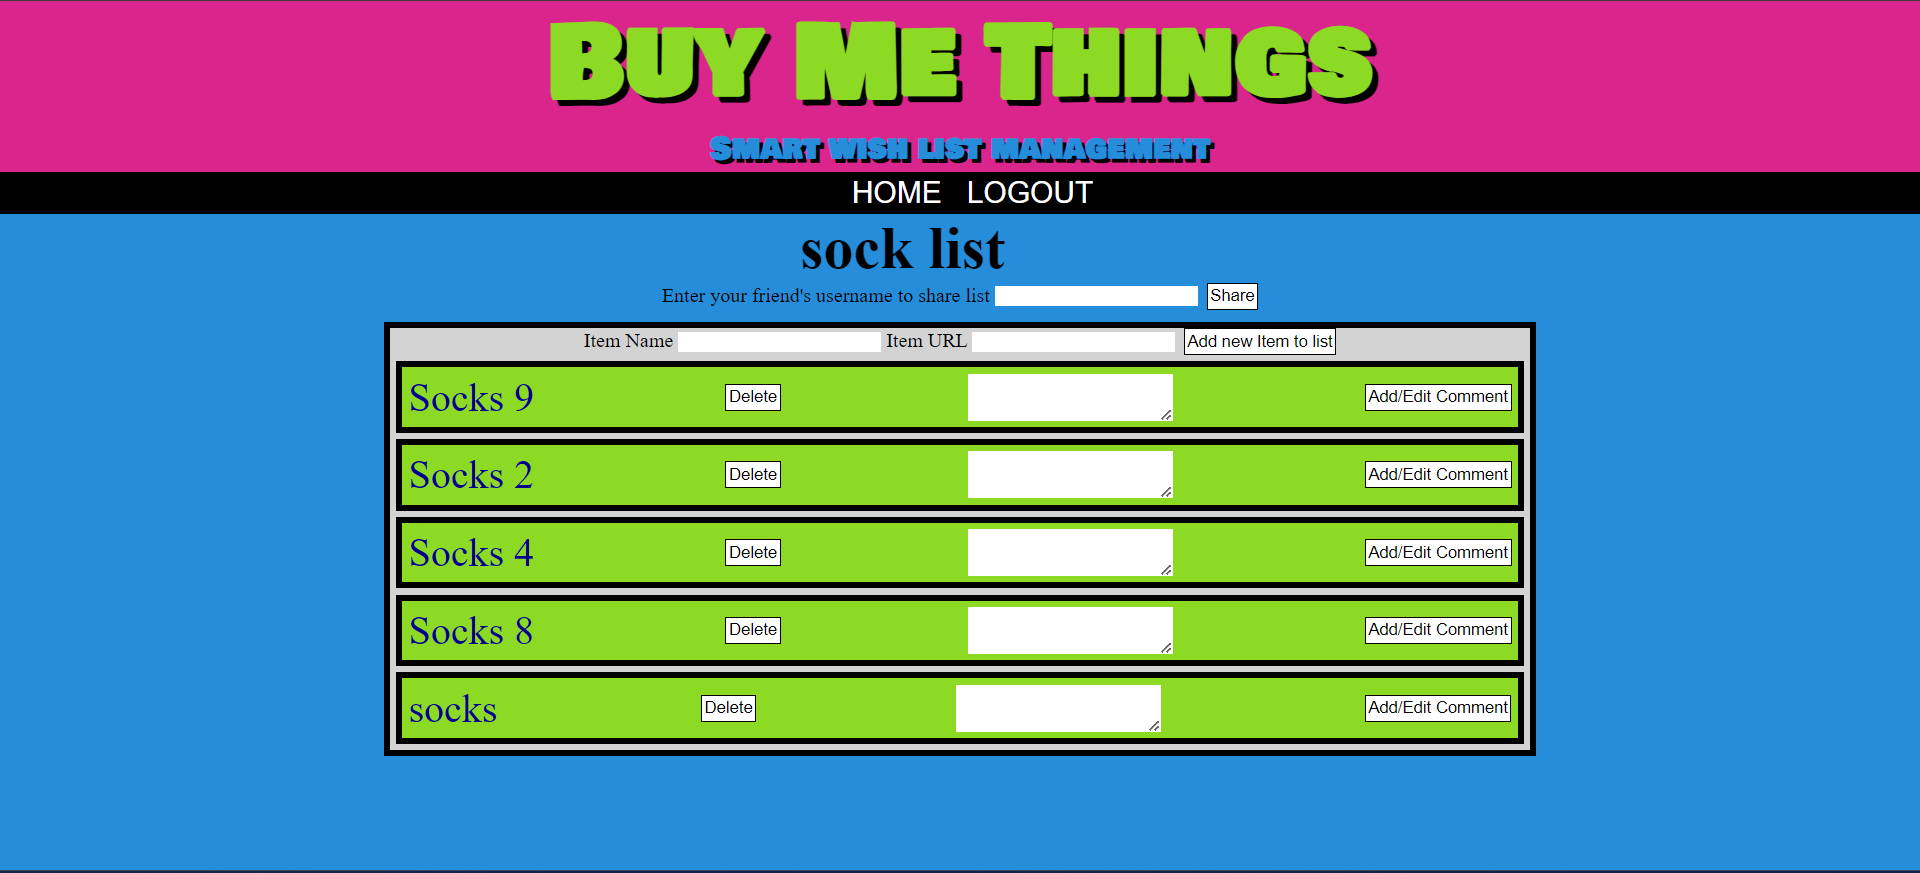 Buy Me Things
Smart wish list management
HOME LOGOUT
sock list
Enter your friend's username to share list Share
Item Name Item URL Add new Item to list
Socks 9 Delete Add/Edit Comment
Socks 2 Delete Add/Edit Comment
Socks 4 Delete Add/Edit Comment
Socks 8 Delete Add/Edit Comment
socks Delete Add/Edit Comment